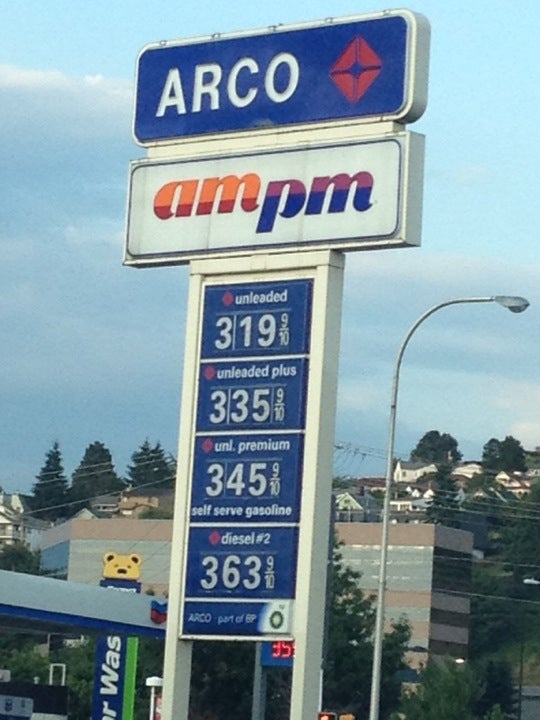 ARCO
ampm
unleaded
3 19 9/10
unleaded plus
3 35 9/10
unl. premium
3 45 9/10
self serve gasoline
diesel #2
3 63 9/10
ARCO part of BP
r Was